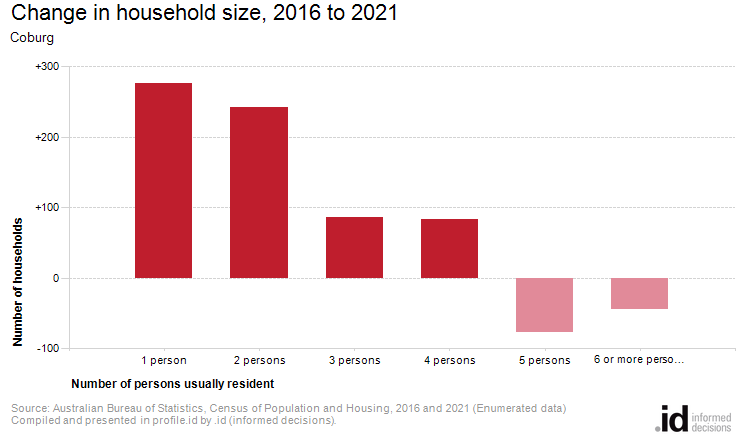 Change in household size, 2016 to 2021
Coburg
+300
+200
+100
0
-100
Number of households
1 person
2 persons
3 persons
4 persons
5 persons
6 or more perso...
Number of persons usually resident
Source: Australian Bureau of Statistics, Census of Population and Housing, 2016 and 2021 (Enumerated data)
Compiled and presented in profile.id by .id (informed decisions).
.id informed
decisions